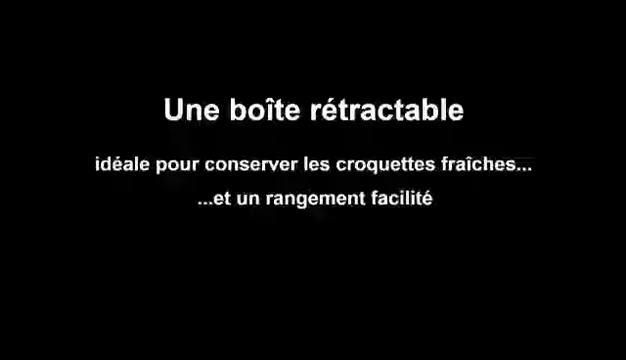 Une boîte rétractable
idéale pour conserver les croquettes fraîches...
...et un rangement facilité